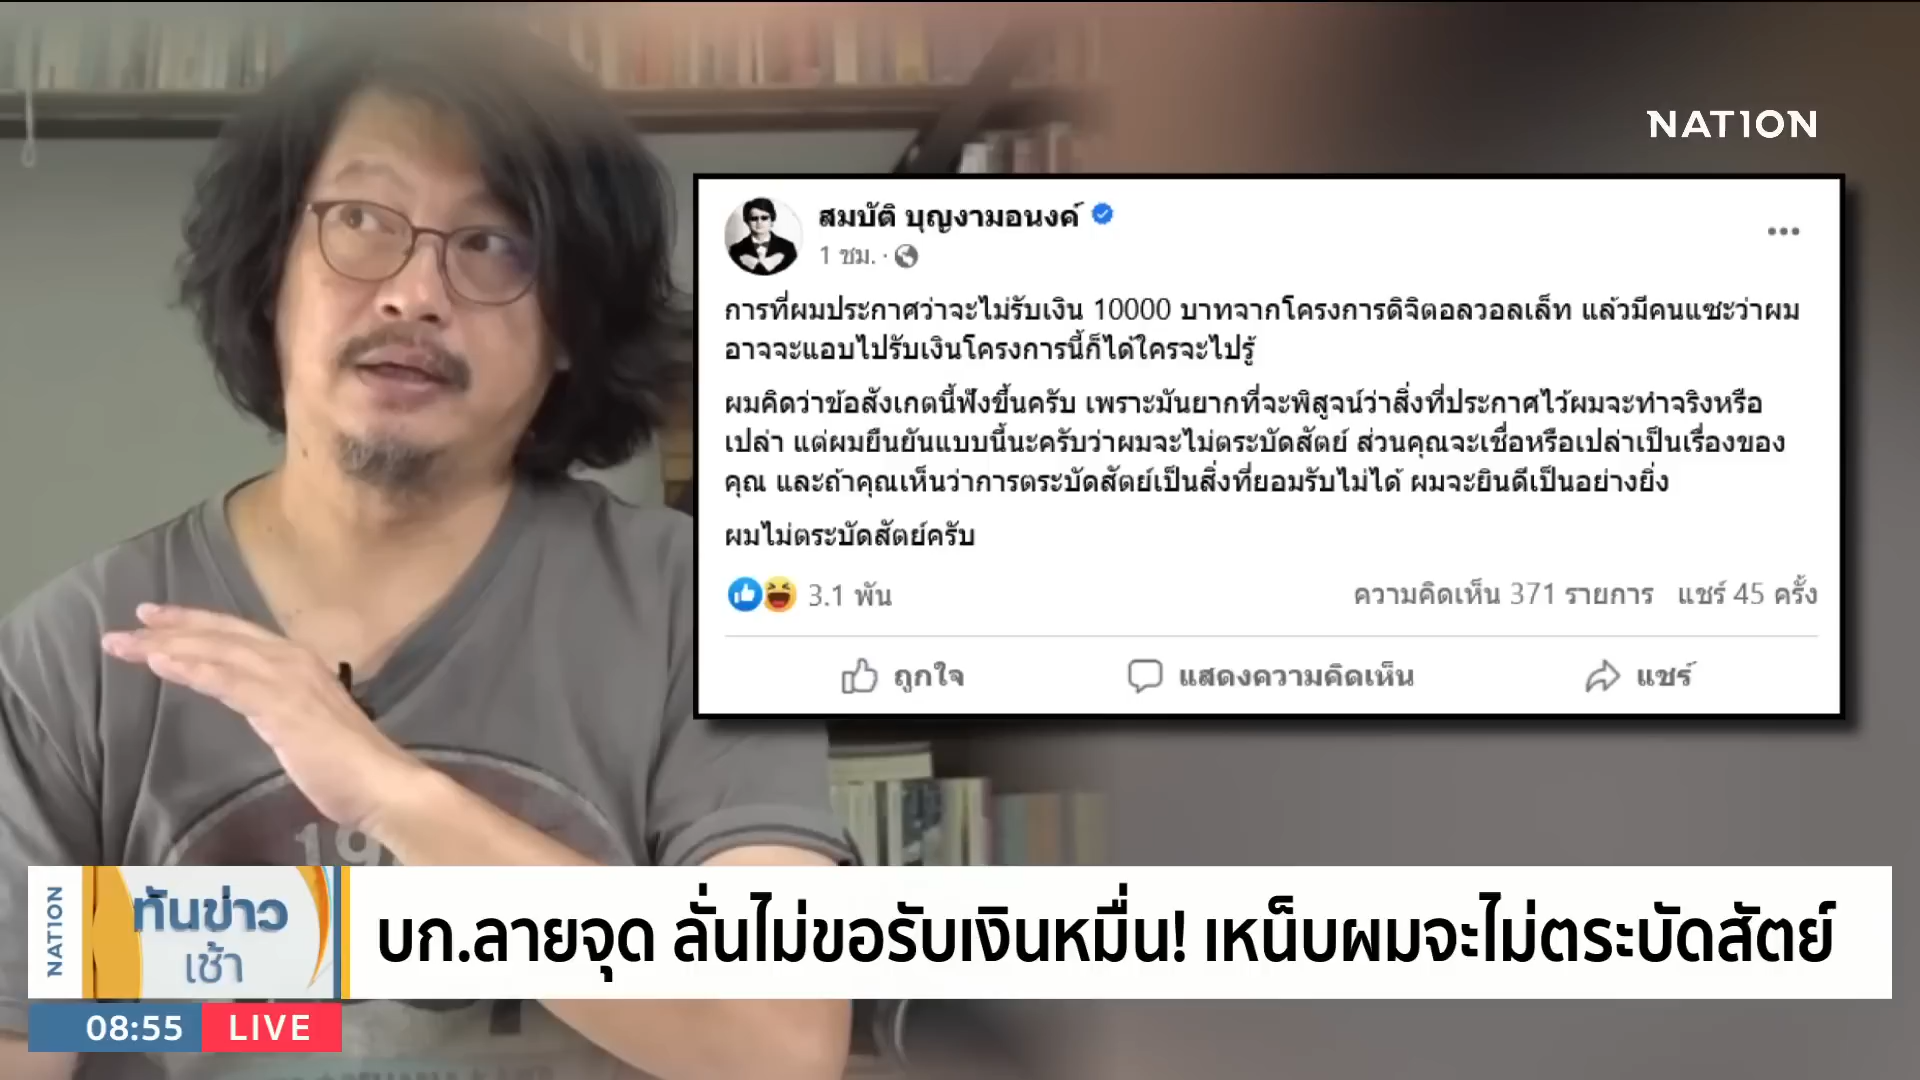 NATION
สมบัติ บุญงามอนงค์
1 ชม.
การที่ผมประกาศว่าจะไม่รับเงิน 10000 บาทจากโครงการดิจิตอลวอลเล็ท แล้วมีคนแซะว่าผม
อาจจะแอบไปรับเงินโครงการนี้ก็ได้ใครจะไปรู้
ผมคิดว่าข้อสังเกตนี้ฟังขึ้นครับ เพราะมันยากที่จะพิสูจน์ว่าสิ่งที่ประกาศไว้ผมจะทำจริงหรือ
เปล่า แต่ผมยืนยันแบบนี้นะครับว่าผมจะไม่ตระบัดสัตย์ ส่วนคุณจะเชื่อหรือเปล่าเป็นเรื่องของ
คุณ และถ้าคุณเห็นว่าการตระบัดสัตย์เป็นสิ่งที่ยอมรับไม่ได้ ผมจะยินดีเป็นอย่างยิ่ง
ผมไม่ตระบัดสัตย์ครับ
3.1 พัน ความคิดเห็น 371 รายการ แชร์ 45 ครั้ง
ถูกใจ แสดงความคิดเห็น แชร์
NATION
ทันข่าว
เช้า
บก.ลายจุด ลั่นไม่ขอรับเงินหมื่น! เหน็บผมจะไม่ตระบัดสัตย์
08:55 LIVE